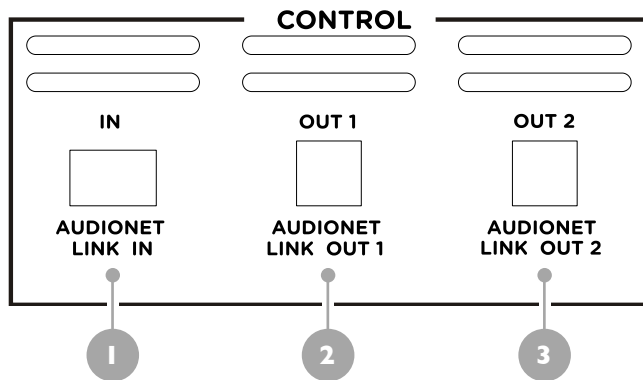 CONTROL
IN
OUT 1
OUT 2
AUDIONET
LINK IN
AUDIONET
LINK OUT 1
AUDIONET
LINK OUT 2
1
2
3